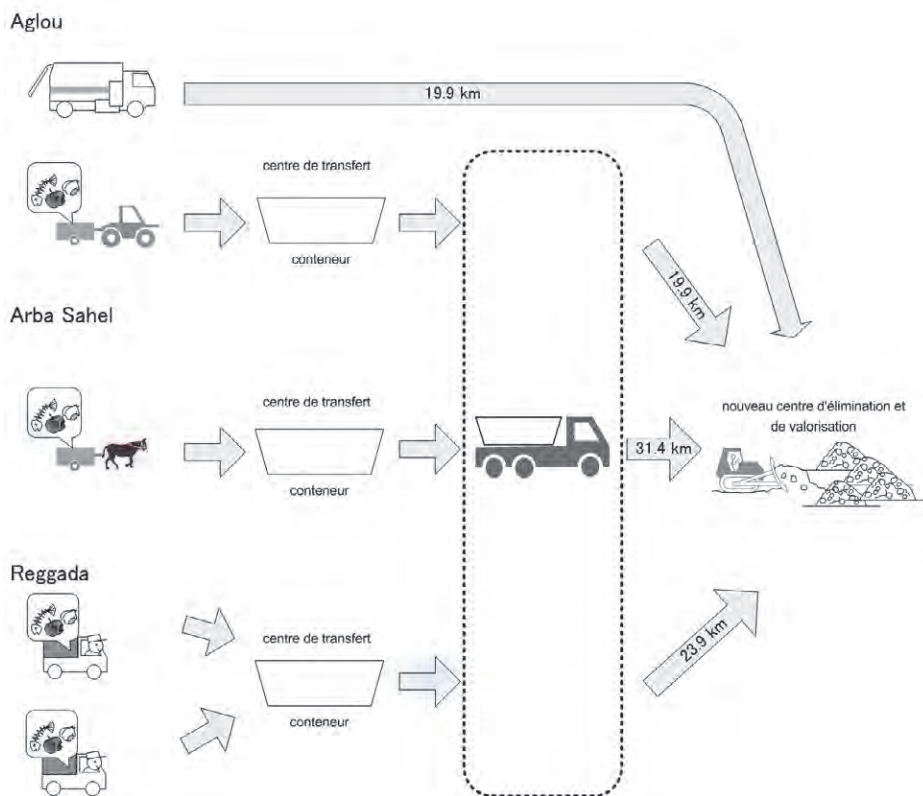 Aglou
19.9 km
centre de transfert
conteneur
19.9 km
Arba Sahel
centre de transfert
conteneur
31.4 km
nouveau centre d'élimination et
de valorisation
Reggada
centre de transfert
conteneur
23.9 km